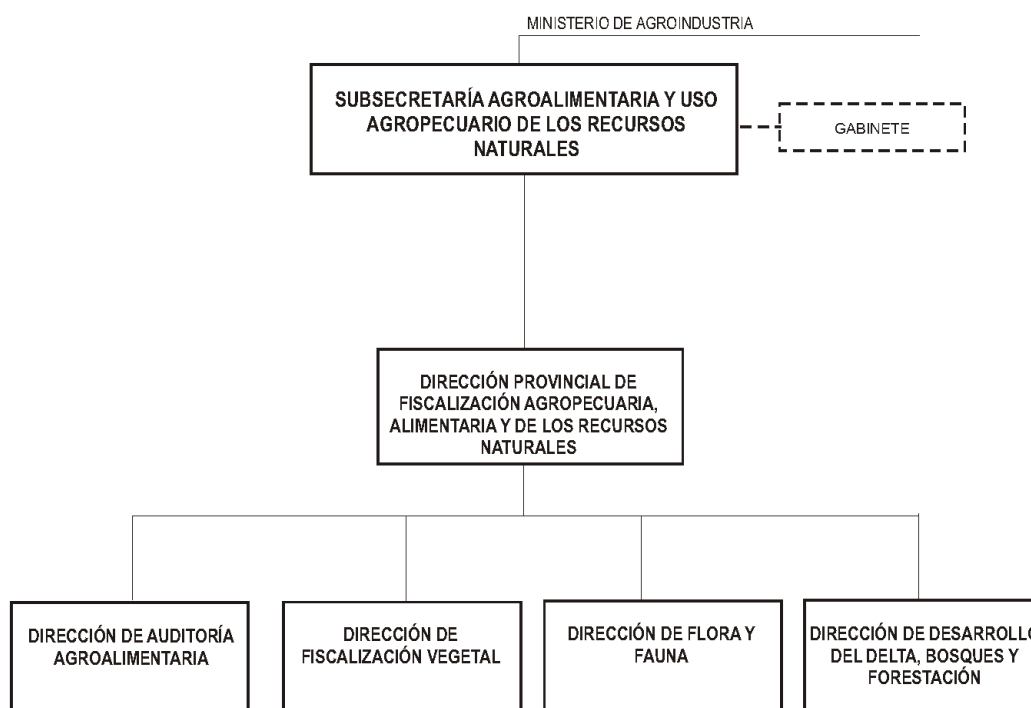 MINISTERIO DE AGROINDUSTRIA
SUBSECRETARÍA AGROALIMENTARIA Y USO
AGROPECUARIO DE LOS RECURSOS
NATURALES
GABINETE
DIRECCIÓN PROVINCIAL DE
FISCALIZACIÓN AGROPECUARIA,
ALIMENTARIA Y DE LOS RECURSOS
NATURALES
DIRECCIÓN DE AUDITORÍA
AGROALIMENTARIA
DIRECCIÓN DE
FISCALIZACIÓN VEGETAL
DIRECCIÓN DE FLORA Y
FAUNA
DIRECCIÓN DE DESARROLLO
DEL DELTA, BOSQUES Y
FORESTACIÓN